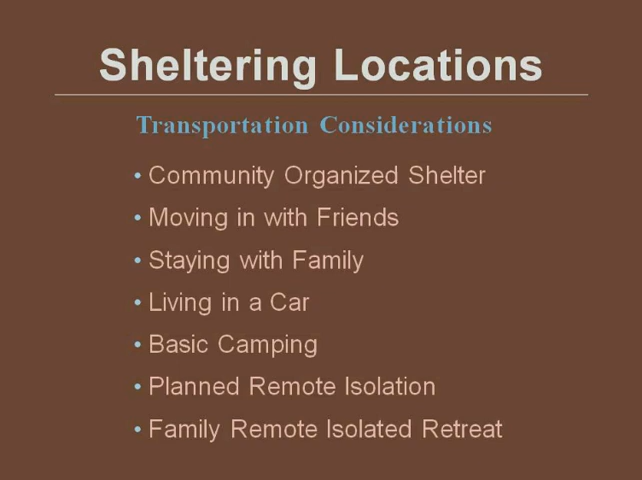 Sheltering Locations
Transportation Considerations
• Community Organized Shelter
• Moving in with Friends
• Staying with Family
• Living in a Car
• Basic Camping
• Planned Remote Isolation
• Family Remote Isolated Retreat